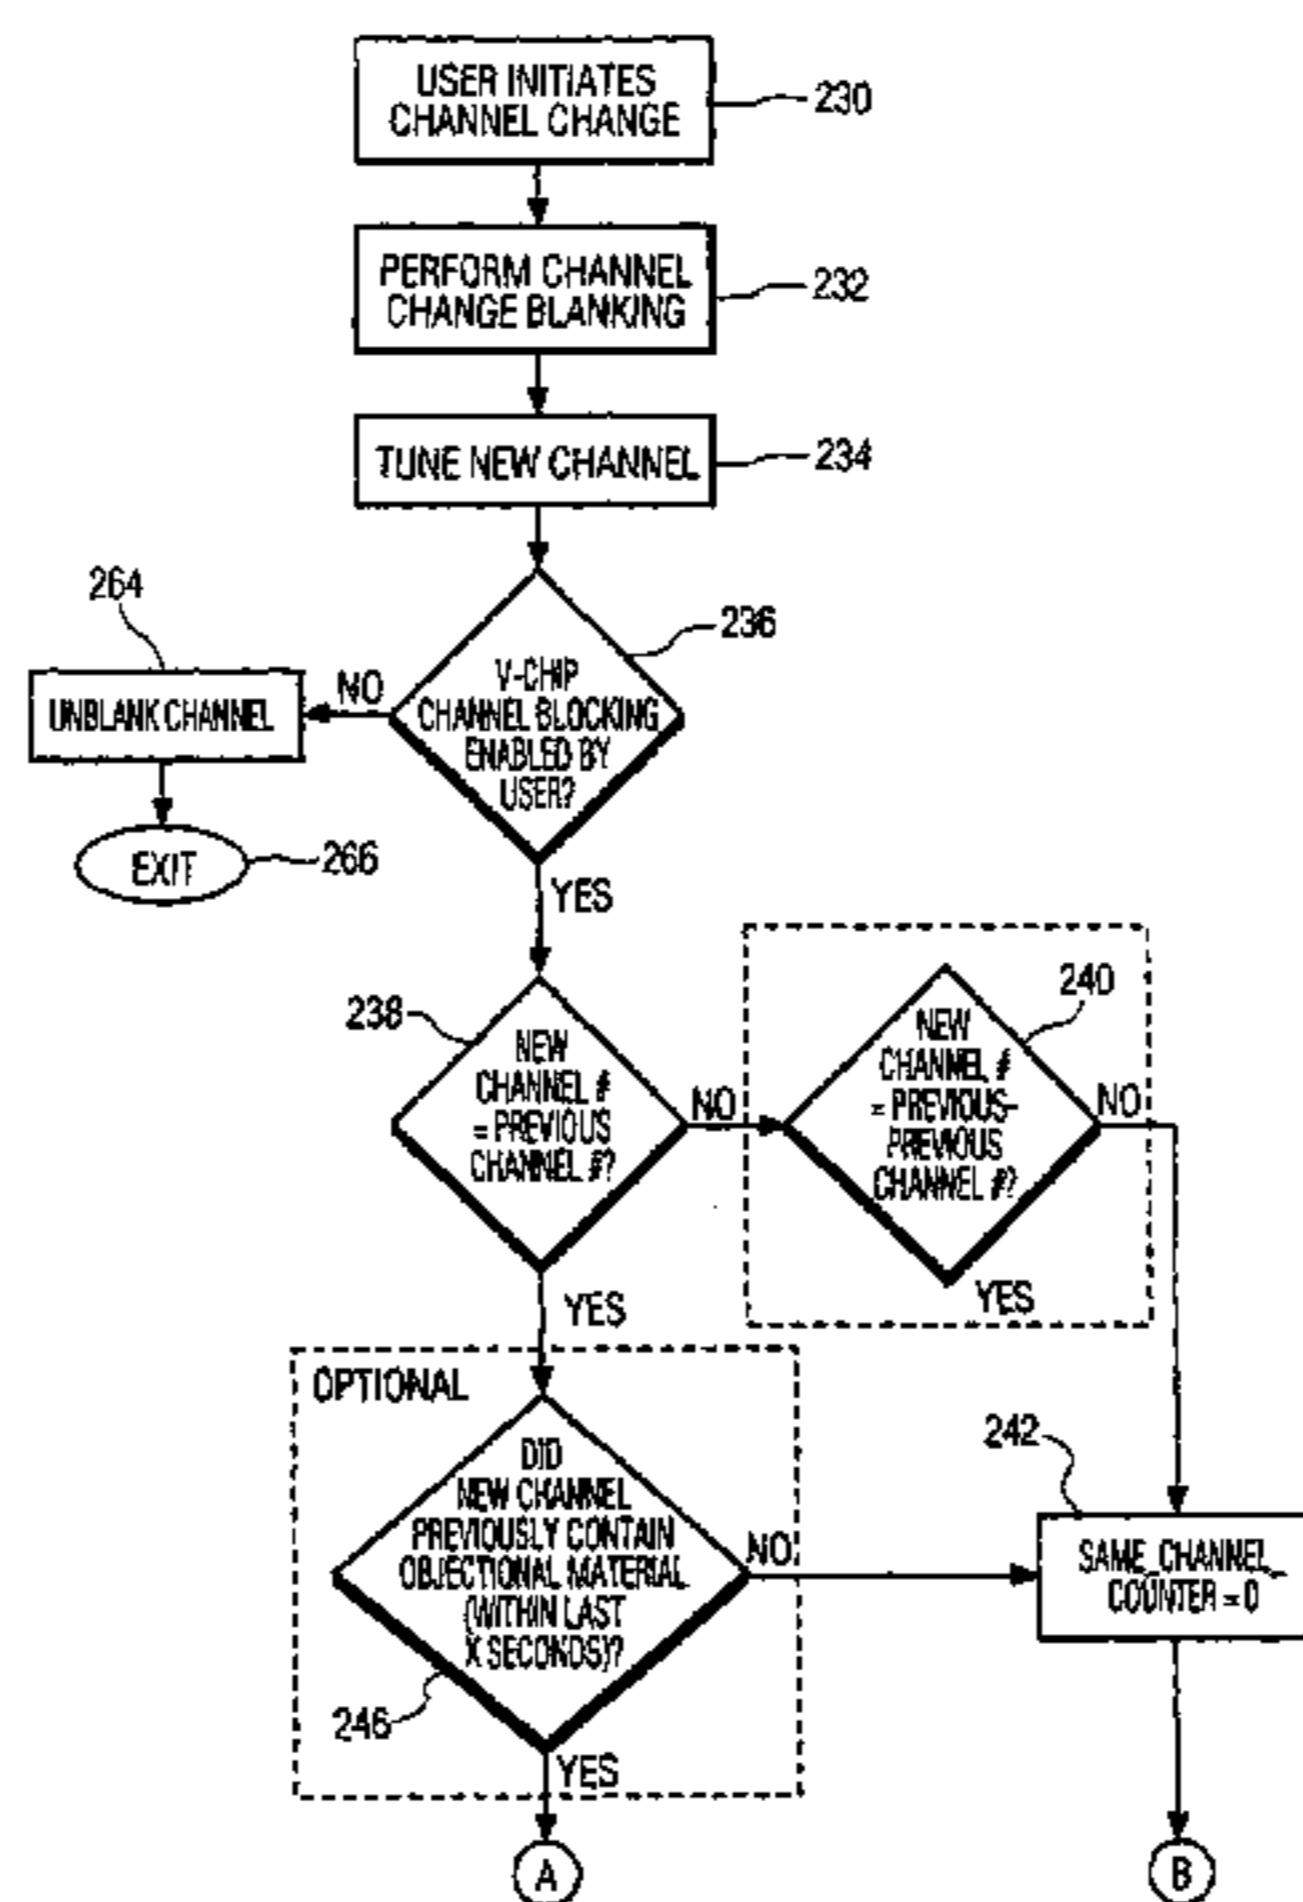 USER INITIATES
CHANNEL CHANGE
230
PERFORM CHANNEL
CHANGE BLANKING
232
TUNE NEW CHANNEL
234
264
236
V-CHIP
CHANNEL BLOCKING
ENABLED BY
USER?
NO
UNBLANK CHANNEL
EXIT
266
YES
238
NEW
CHANNEL #
= PREVIOUS
CHANNEL #?
NO
240
NEW
CHANNEL #
= PREVIOUS-
PREVIOUS
CHANNEL #?
NO
YES
YES
OPTIONAL
DID
NEW CHANNEL
PREVIOUSLY CONTAIN
OBJECTIONAL MATERIAL
(WITHIN LAST
X SECONDS)?
NO
246
YES
242
SAME_CHANNEL_
COUNTER = 0
A
B